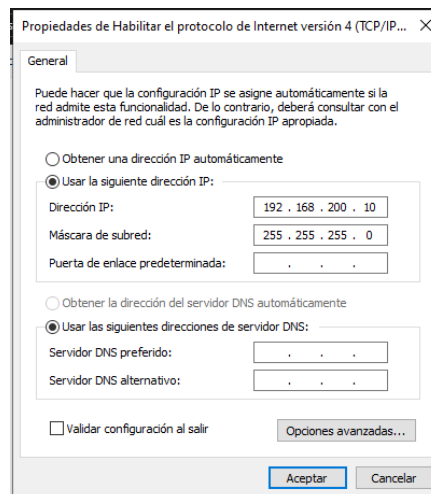 Propiedades de Habilitar el protocolo de Internet versión 4 (TCP/IP...
General
Puede hacer que la configuración IP se asigne automáticamente si la
red admite esta funcionalidad. De lo contrario, deberá consultar con el
administrador de red cuál es la configuración IP apropiada.
Obtener una dirección IP automáticamente
Usar la siguiente dirección IP:
Dirección IP: 192 . 168 . 200 . 10
Máscara de subred: 255 . 255 . 255 . 0
Puerta de enlace predeterminada: . . .
Obtener la dirección del servidor DNS automáticamente
Usar las siguientes direcciones de servidor DNS:
Servidor DNS preferido: . . .
Servidor DNS alternativo: . . .
Validar configuración al salir Opciones avanzadas...
Aceptar Cancelar